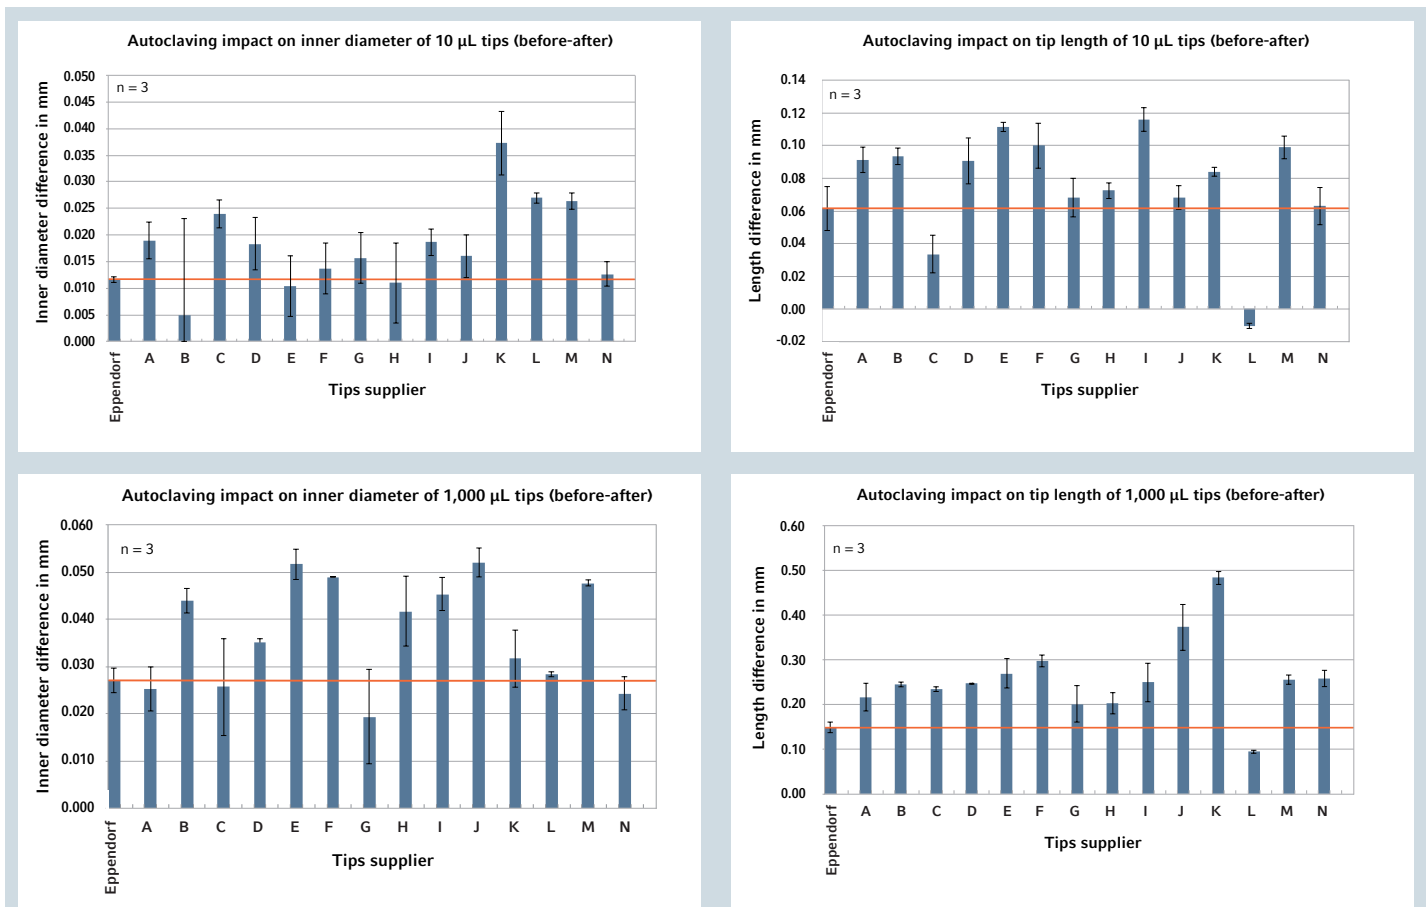 Autoclaving impact on inner diameter of 10 µL tips (before-after)
Inner diameter difference in mm
0.050
0.045
0.040
0.035
0.030
0.025
0.020
0.015
0.010
0.005
0.000
n = 3
Eppendorf A B C D E F G H I J K L M N
Tips supplier
Autoclaving impact on tip length of 10 µL tips (before-after)
Length difference in mm
0.14
0.12
0.10
0.08
0.06
0.04
0.02
0.00
-0.02
n = 3
Eppendorf A B C D E F G H I J K L M N
Tips supplier
Autoclaving impact on inner diameter of 1,000 µL tips (before-after)
Inner diameter difference in mm
0.060
0.050
0.040
0.030
0.020
0.010
0.000
n = 3
Eppendorf A B C D E F G H I J K L M N
Tips supplier
Autoclaving impact on tip length of 1,000 µL tips (before-after)
Length difference in mm
0.60
0.50
0.40
0.30
0.20
0.10
0.00
n = 3
Eppendorf A B C D E F G H I J K L M N
Tips supplier